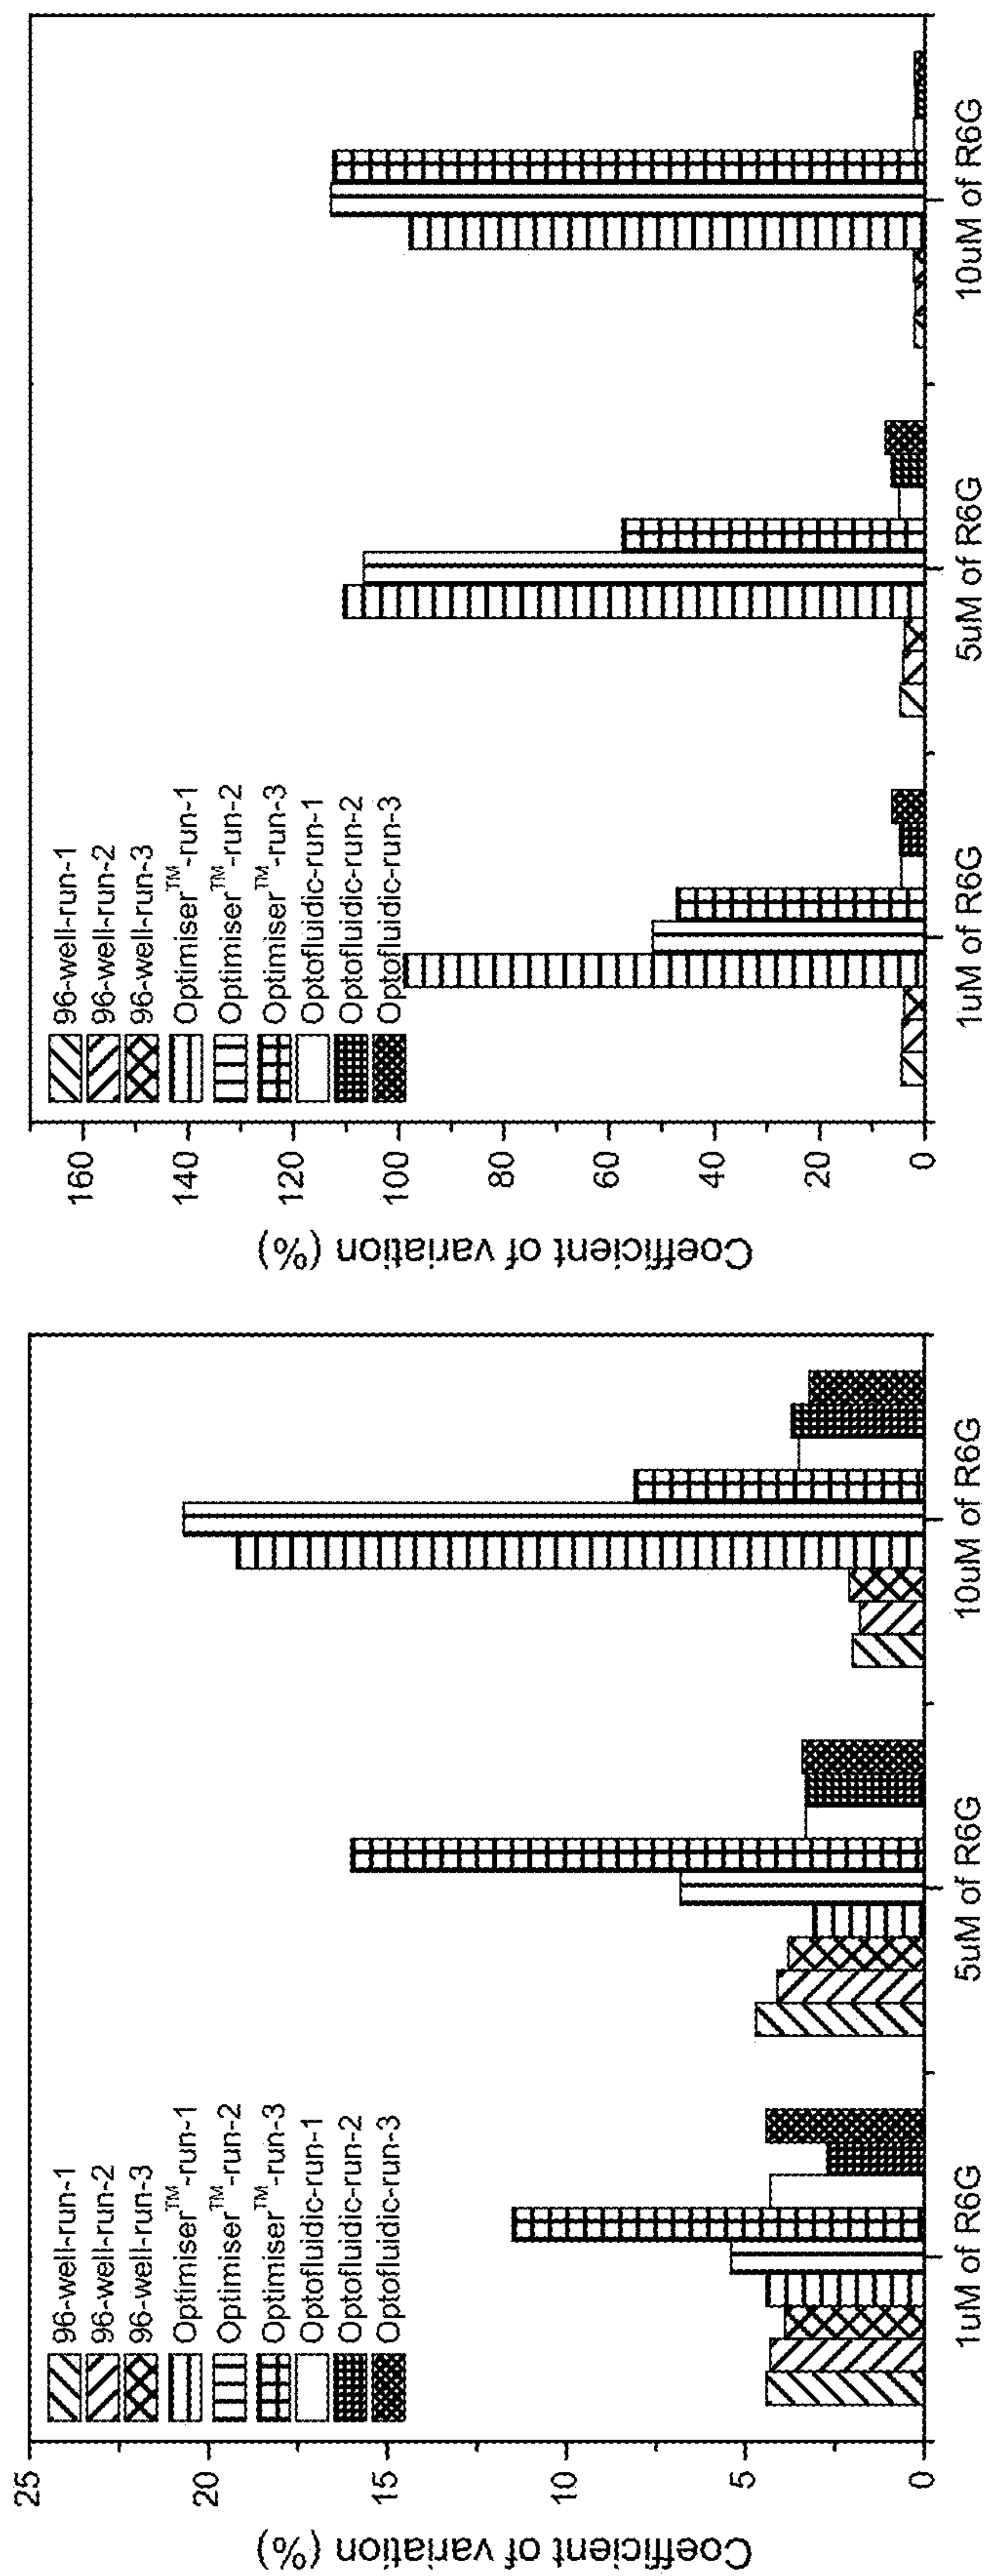 Coefficient of variation (%)
25
20
15
10
5
0
96-well-run-1
96-well-run-2
96-well-run-3
Optimiser™-run-1
Optimiser™-run-2
Optimiser™-run-3
Optofluidic-run-1
Optofluidic-run-2
Optofluidic-run-3
1uM of R6G
5uM of R6G
10uM of R6G
Coefficient of variation (%)
160
140
120
100
80
60
40
20
0
96-well-run-1
96-well-run-2
96-well-run-3
Optimiser™-run-1
Optimiser™-run-2
Optimiser™-run-3
Optofluidic-run-1
Optofluidic-run-2
Optofluidic-run-3
1uM of R6G
5uM of R6G
10uM of R6G